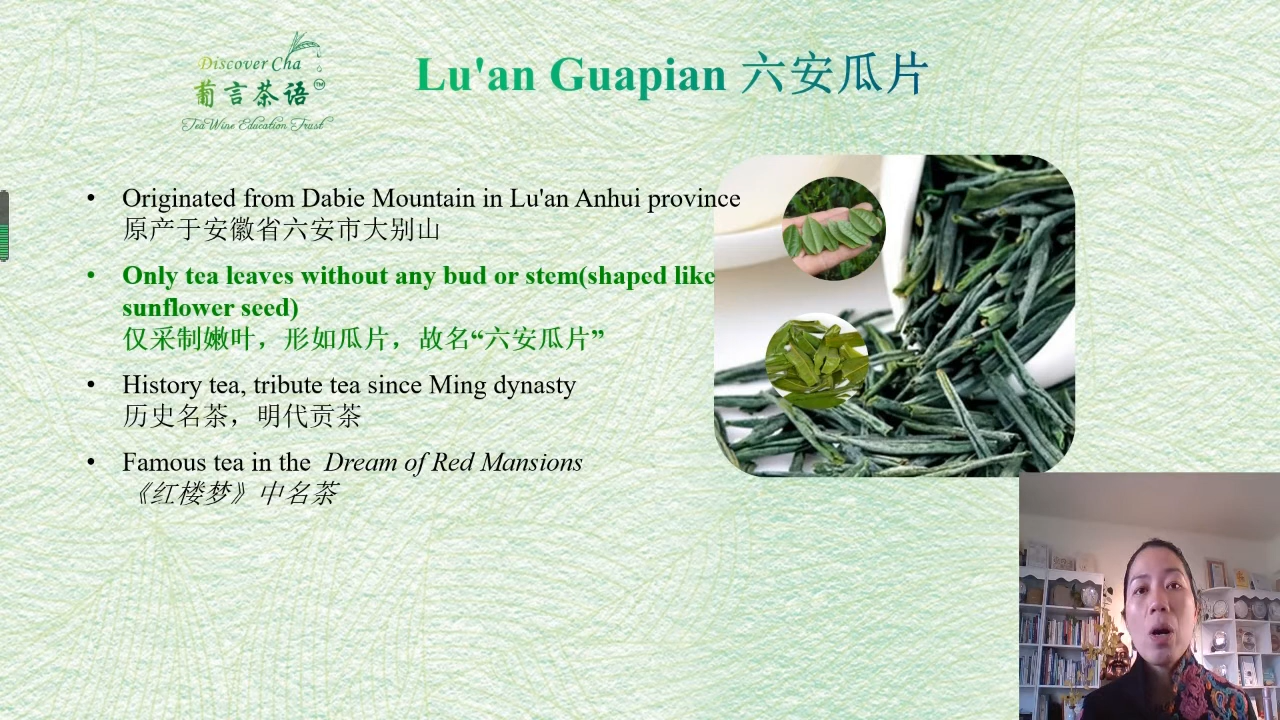 Discover Cha
葡言茶语™
Tea Wine Education Trust
Lu'an Guapian 六安瓜片
• Originated from Dabie Mountain in Lu'an Anhui province
原产于安徽省六安市大别山
• Only tea leaves without any bud or stem(shaped like
sunflower seed)
仅采制嫩叶，形如瓜片，故名“六安瓜片”
• History tea, tribute tea since Ming dynasty
历史名茶，明代贡茶
• Famous tea in the Dream of Red Mansions
《红楼梦》中名茶